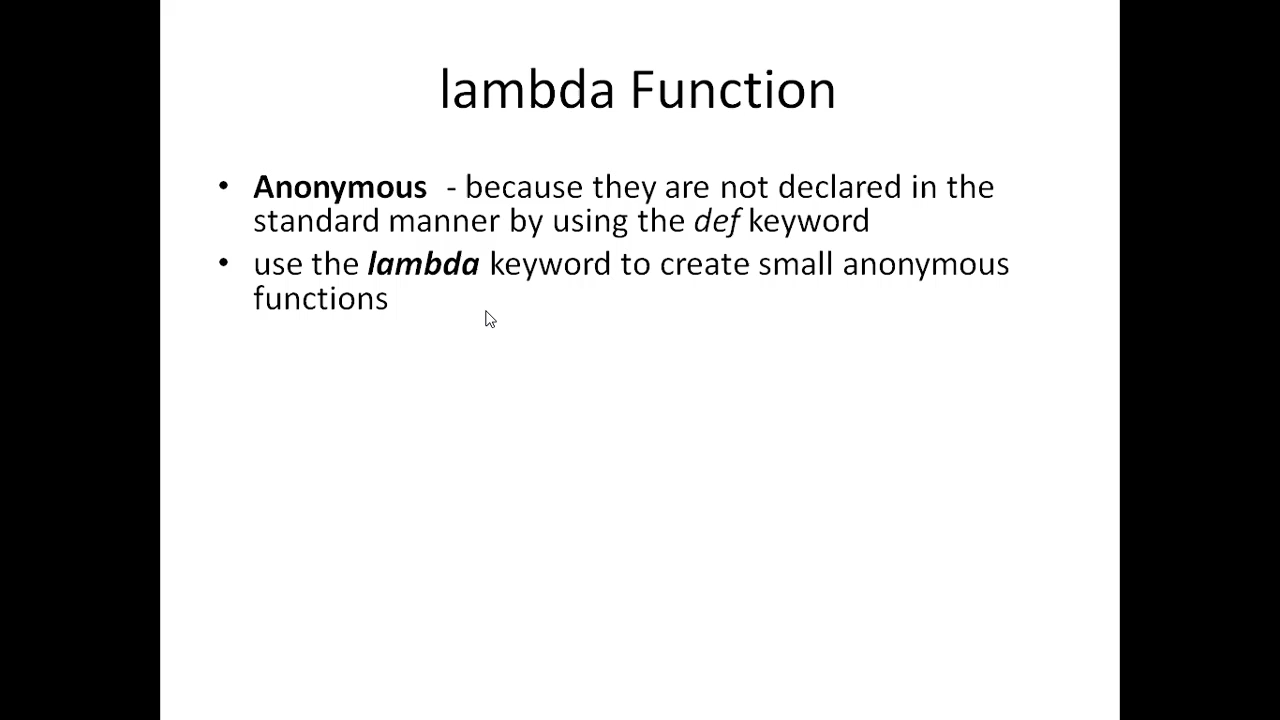 lambda Function
• Anonymous - because they are not declared in the
standard manner by using the def keyword
• use the lambda keyword to create small anonymous
functions